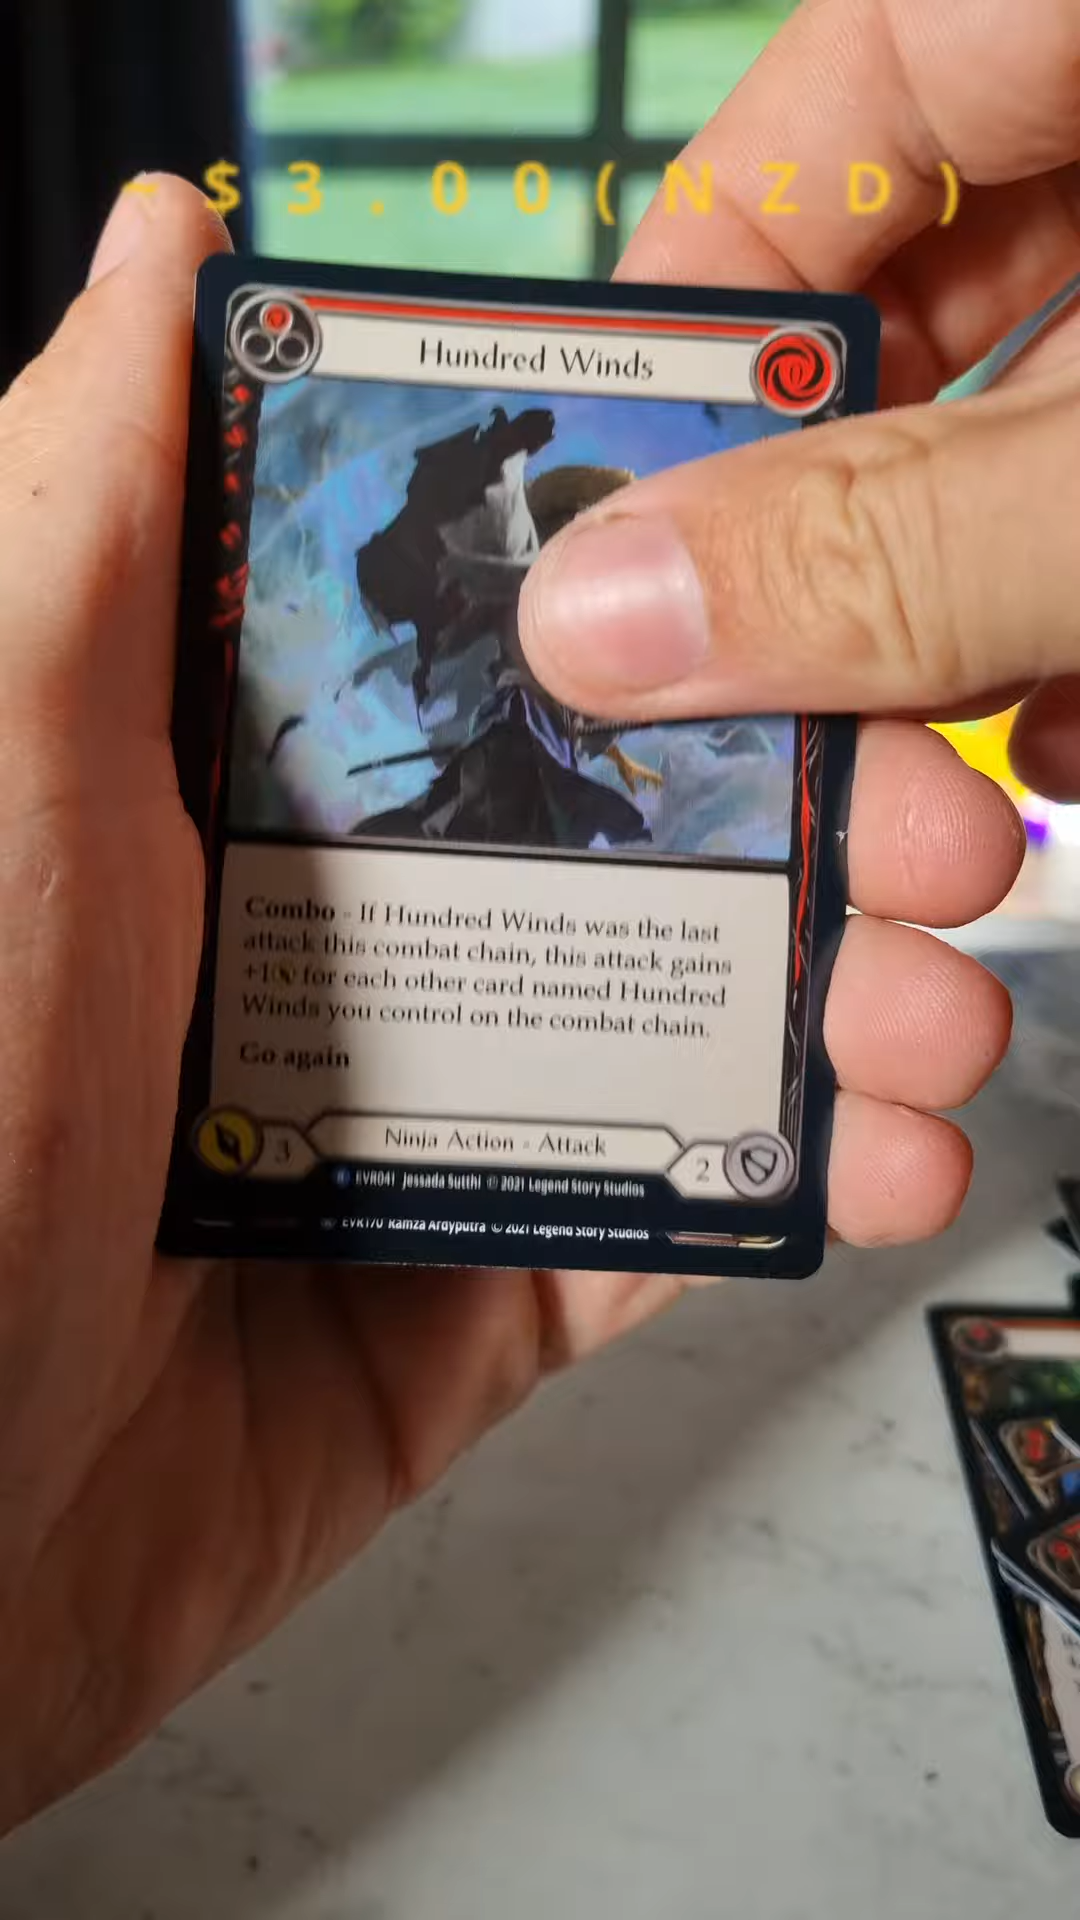 ~$3.00(NZD)
Hundred Winds
0
Combo - If Hundred Winds was the last
attack this combat chain, this attack gains
+1 for each other card named Hundred
Winds you control on the combat chain.
Go again
3
Ninja Action - Attack
2
EVR041 Jessada Sutthi © 2021 Legend Story Studios
EVR170 Ramza Ardyputra © 2021 Legend Story Studios